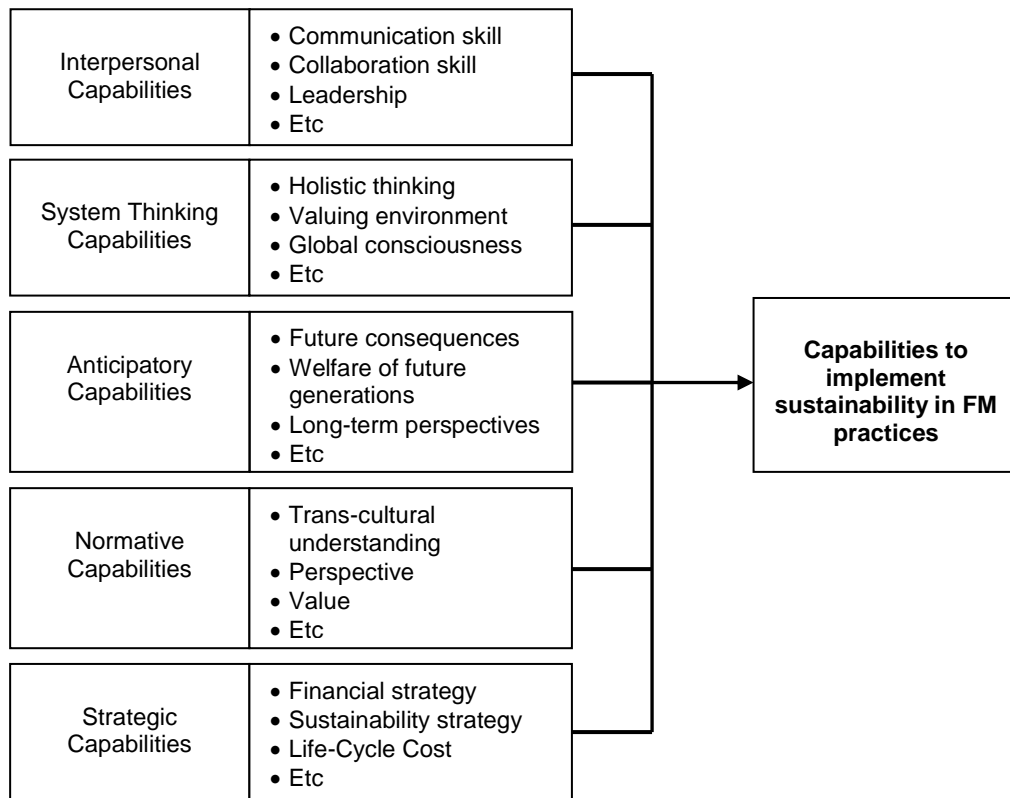 Interpersonal
Capabilities
• Communication skill
• Collaboration skill
• Leadership
• Etc
System Thinking
Capabilities
• Holistic thinking
• Valuing environment
• Global consciousness
• Etc
Anticipatory
Capabilities
• Future consequences
• Welfare of future
generations
• Long-term perspectives
• Etc
Normative
Capabilities
• Trans-cultural
understanding
• Perspective
• Value
• Etc
Strategic
Capabilities
• Financial strategy
• Sustainability strategy
• Life-Cycle Cost
• Etc
Capabilities to
implement
sustainability in FM
practices